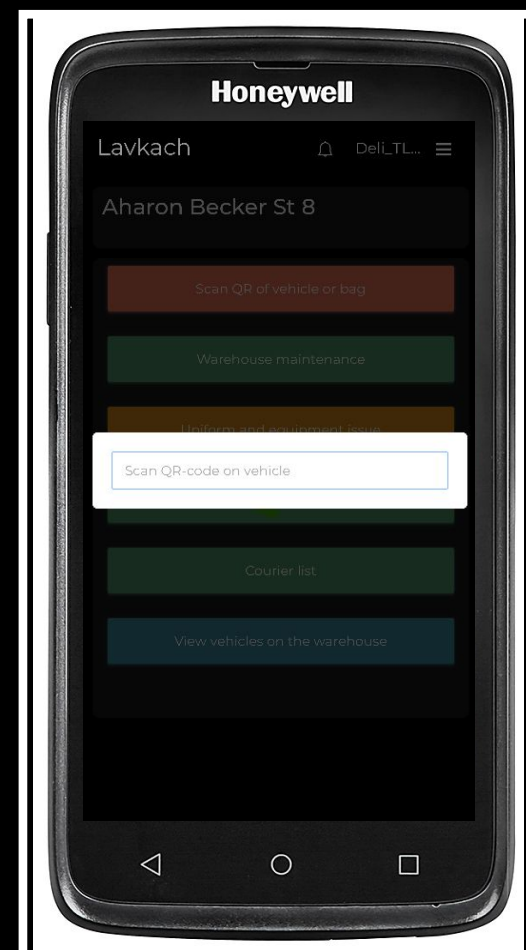 Honeywell
Lavkach Deli_TL...
Aharon Becker St 8
Scan QR of vehicle or bag
Warehouse maintenance
Uniform and equipment issue
Scan QR-code on vehicle
Courier list
View vehicles on the warehouse